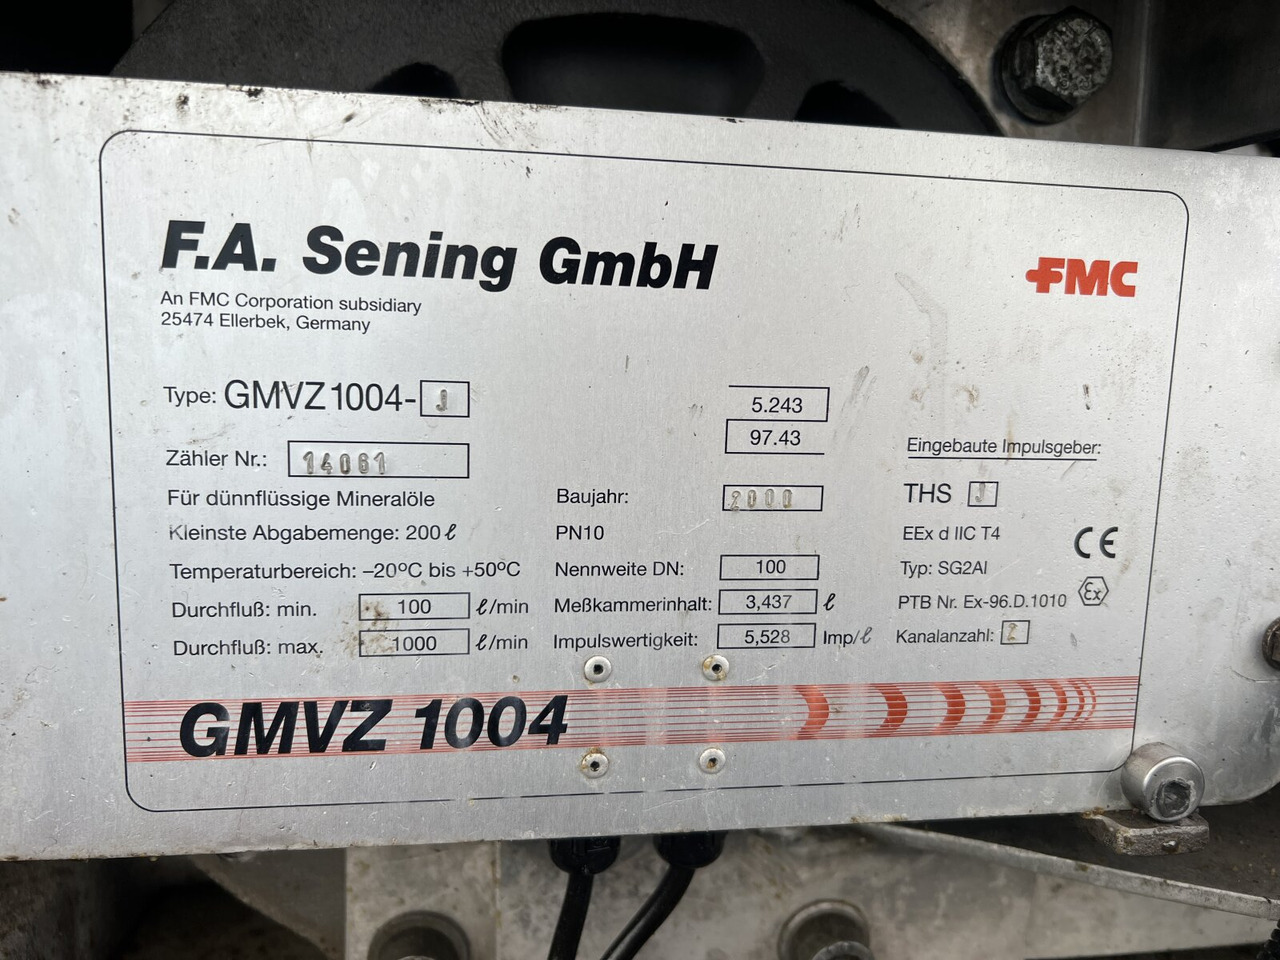 F.A. Sening GmbH
An FMC Corporation subsidiary
25474 Ellerbek, Germany
FMC
Type: GMVZ 1004- J
5.243
97.43
Zähler Nr.: 14061
Für dünnflüssige Mineralöle
Kleinste Abgabemenge: 200 ℓ
Temperaturbereich: –20°C bis +50°C
Durchfluß: min. 100 ℓ/min
Durchfluß: max. 1000 ℓ/min
Baujahr: 2000
PN10
Nennweite DN: 100
Meßkammerinhalt: 3,437 ℓ
Impulswertigkeit: 5,528 Imp/ℓ
Eingebaute Impulsgeber:
THS J
EEx d IIC T4
Typ: SG2AI
PTB Nr. Ex-96.D.1010
Kanalanzahl: 2
CE
Ex
GMVZ 1004